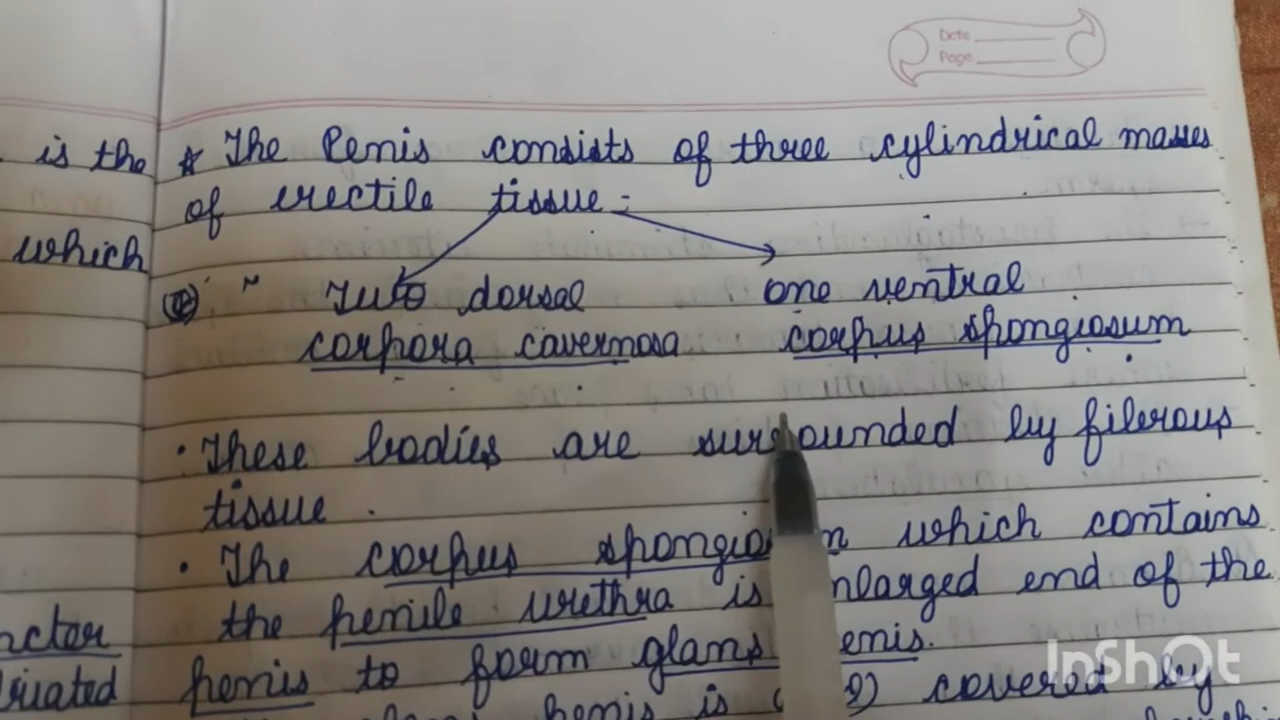 Date
Page
is the
which
nctor
riated
* The Penis consists of three cylindrical masses
of erectile tissue :-
Two dorsal one ventral
corpora cavernosa corpus spongiosum
• These bodies are surrounded by fibrous
tissue .
• The corpus spongio n which contains
the penile urethra is nlarged end of the
penis to form glans enis.
penis is covered by
InShOt